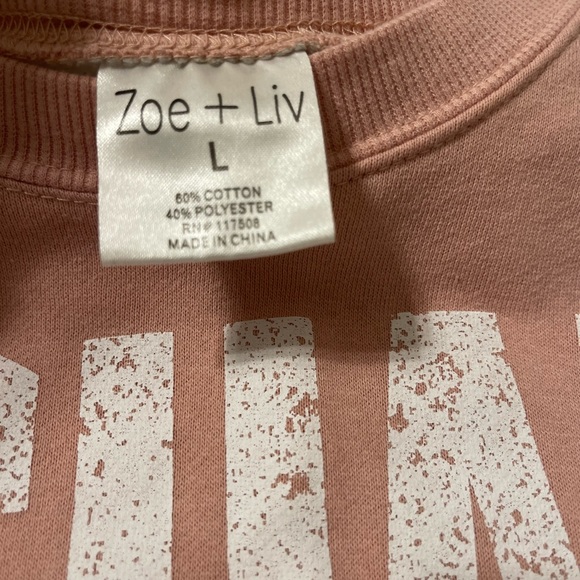 Zoe + Liv
L
60% COTTON
40% POLYESTER
RN# 117508
MADE IN CHINA